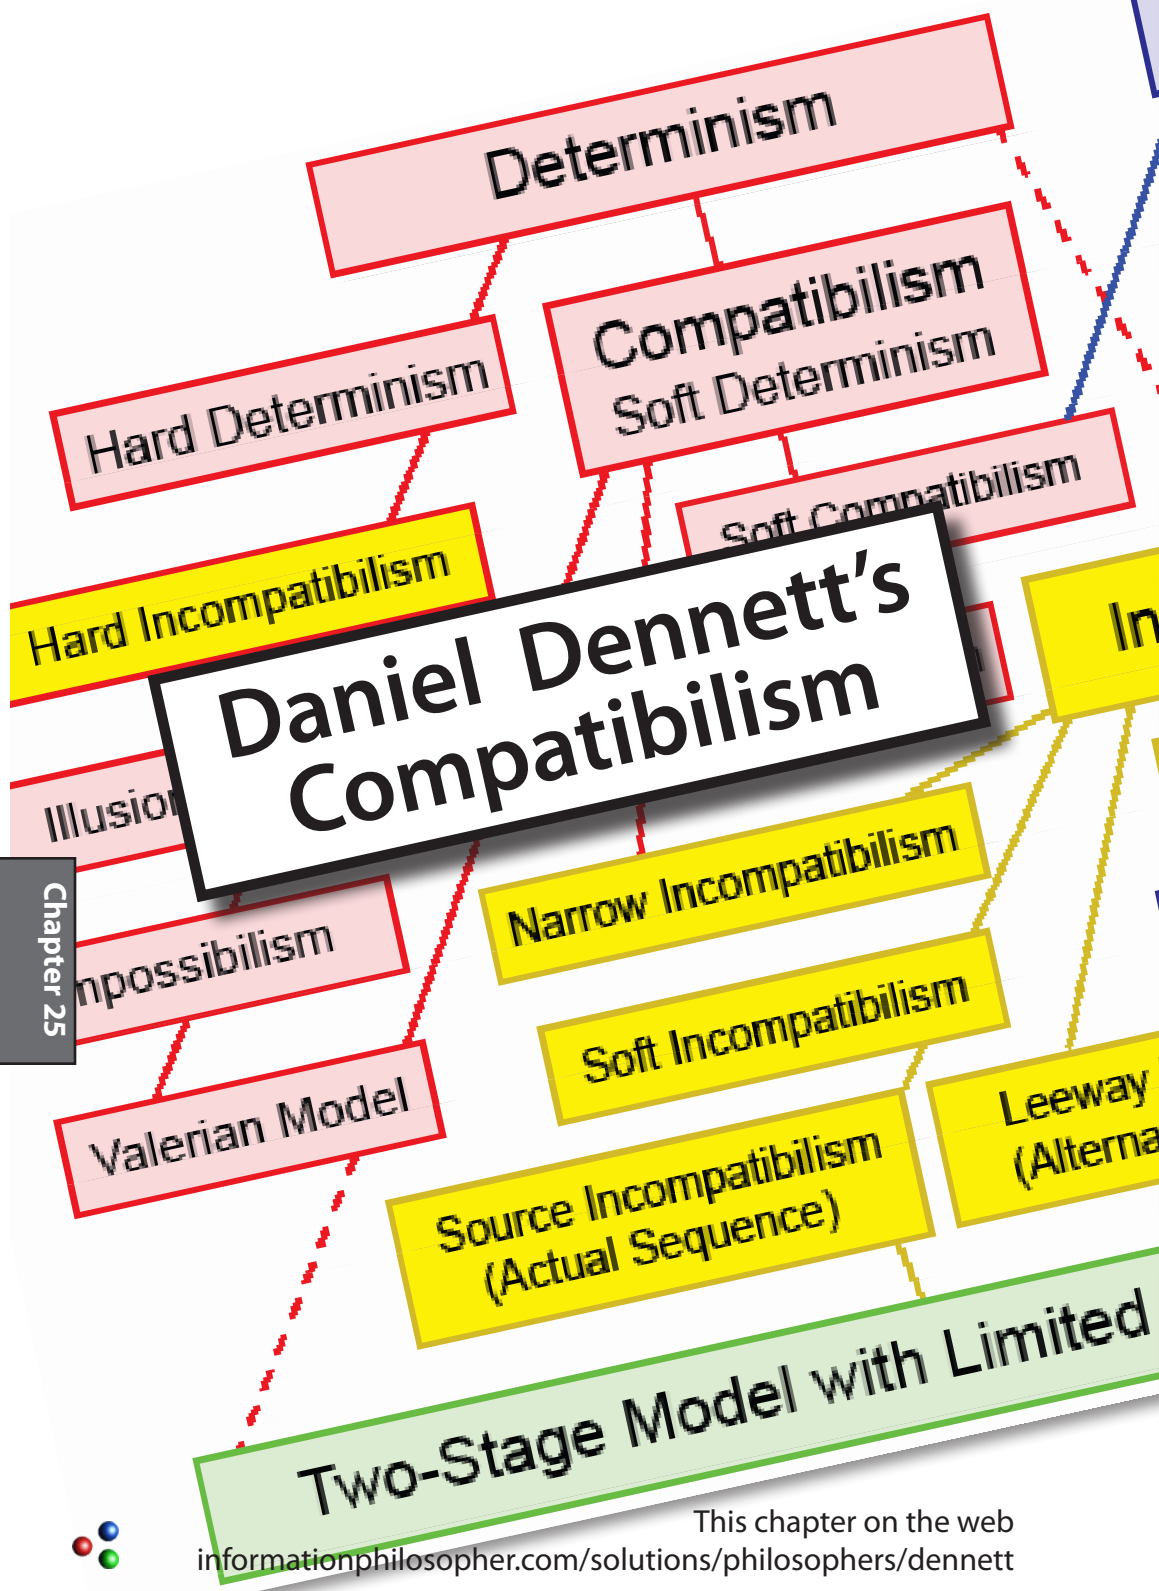 Determinism
Compatibilism
Soft Determinism
Hard Determinism
Soft Compatibilism
Hard Incompatibilism
Daniel Dennett's
Compatibilism
Narrow Incompatibilism
Soft Incompatibilism
Valerian Model
Leeway
Source Incompatibilism
(Actual Sequence)
Two-Stage Model with Limited
Chapter 25
This chapter on the web
informationphilosopher.com/solutions/philosophers/dennett